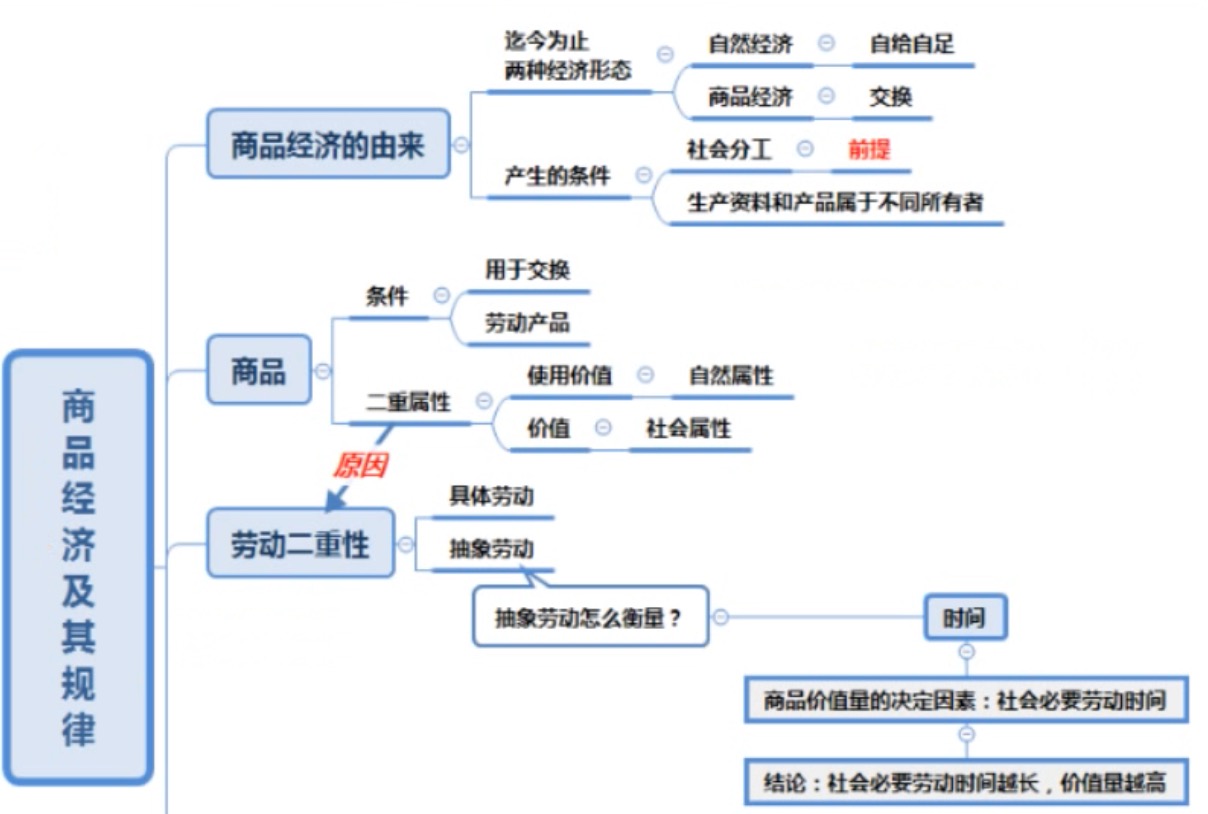 商品经济及其规律
商品经济的由来
迄今为止
两种经济形态
自然经济
自给自足
商品经济
交换
产生的条件
社会分工
前提
生产资料和产品属于不同所有者
商品
条件
用于交换
劳动产品
二重属性
使用价值
自然属性
价值
社会属性
原因
劳动二重性
具体劳动
抽象劳动
抽象劳动怎么衡量？
时间
商品价值量的决定因素：社会必要劳动时间
结论：社会必要劳动时间越长，价值量越高